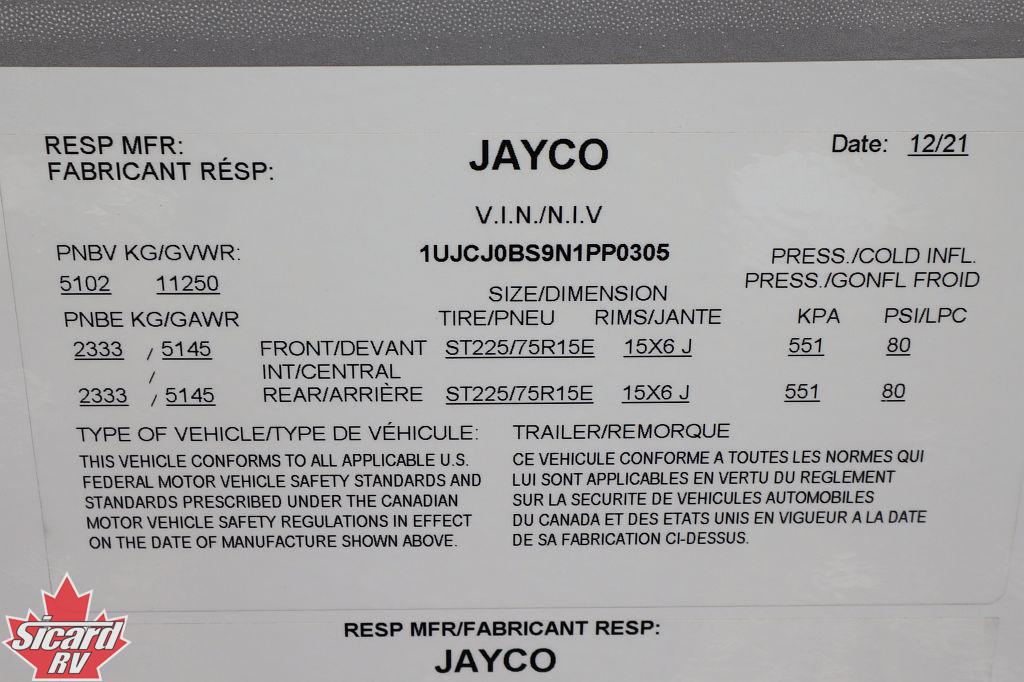 RESP MFR: JAYCO Date: 12/21
FABRICANT RÉSP:
V.I.N./N.I.V
PNBV KG/GVWR: 1UJCJ0BS9N1PP0305 PRESS./COLD INFL.
5102 11250 SIZE/DIMENSION PRESS./GONFL FROID
PNBE KG/GAWR TIRE/PNEU RIMS/JANTE KPA PSI/LPC
2333 / 5145 FRONT/DEVANT ST225/75R15E 15X6 J 551 80
/ INT/CENTRAL
2333 / 5145 REAR/ARRIÈRE ST225/75R15E 15X6 J 551 80
TYPE OF VEHICLE/TYPE DE VÉHICULE: TRAILER/REMORQUE
THIS VEHICLE CONFORMS TO ALL APPLICABLE U.S.
FEDERAL MOTOR VEHICLE SAFETY STANDARDS AND
STANDARDS PRESCRIBED UNDER THE CANADIAN
MOTOR VEHICLE SAFETY REGULATIONS IN EFFECT
ON THE DATE OF MANUFACTURE SHOWN ABOVE.
CE VEHICULE CONFORME A TOUTES LES NORMES QUI
LUI SONT APPLICABLES EN VERTU DU REGLEMENT
SUR LA SECURITE DE VEHICULES AUTOMOBILES
DU CANADA ET DES ETATS UNIS EN VIGUEUR A LA DATE
DE SA FABRICATION CI-DESSUS.
RESP MFR/FABRICANT RESP:
JAYCO
Sicard
RV